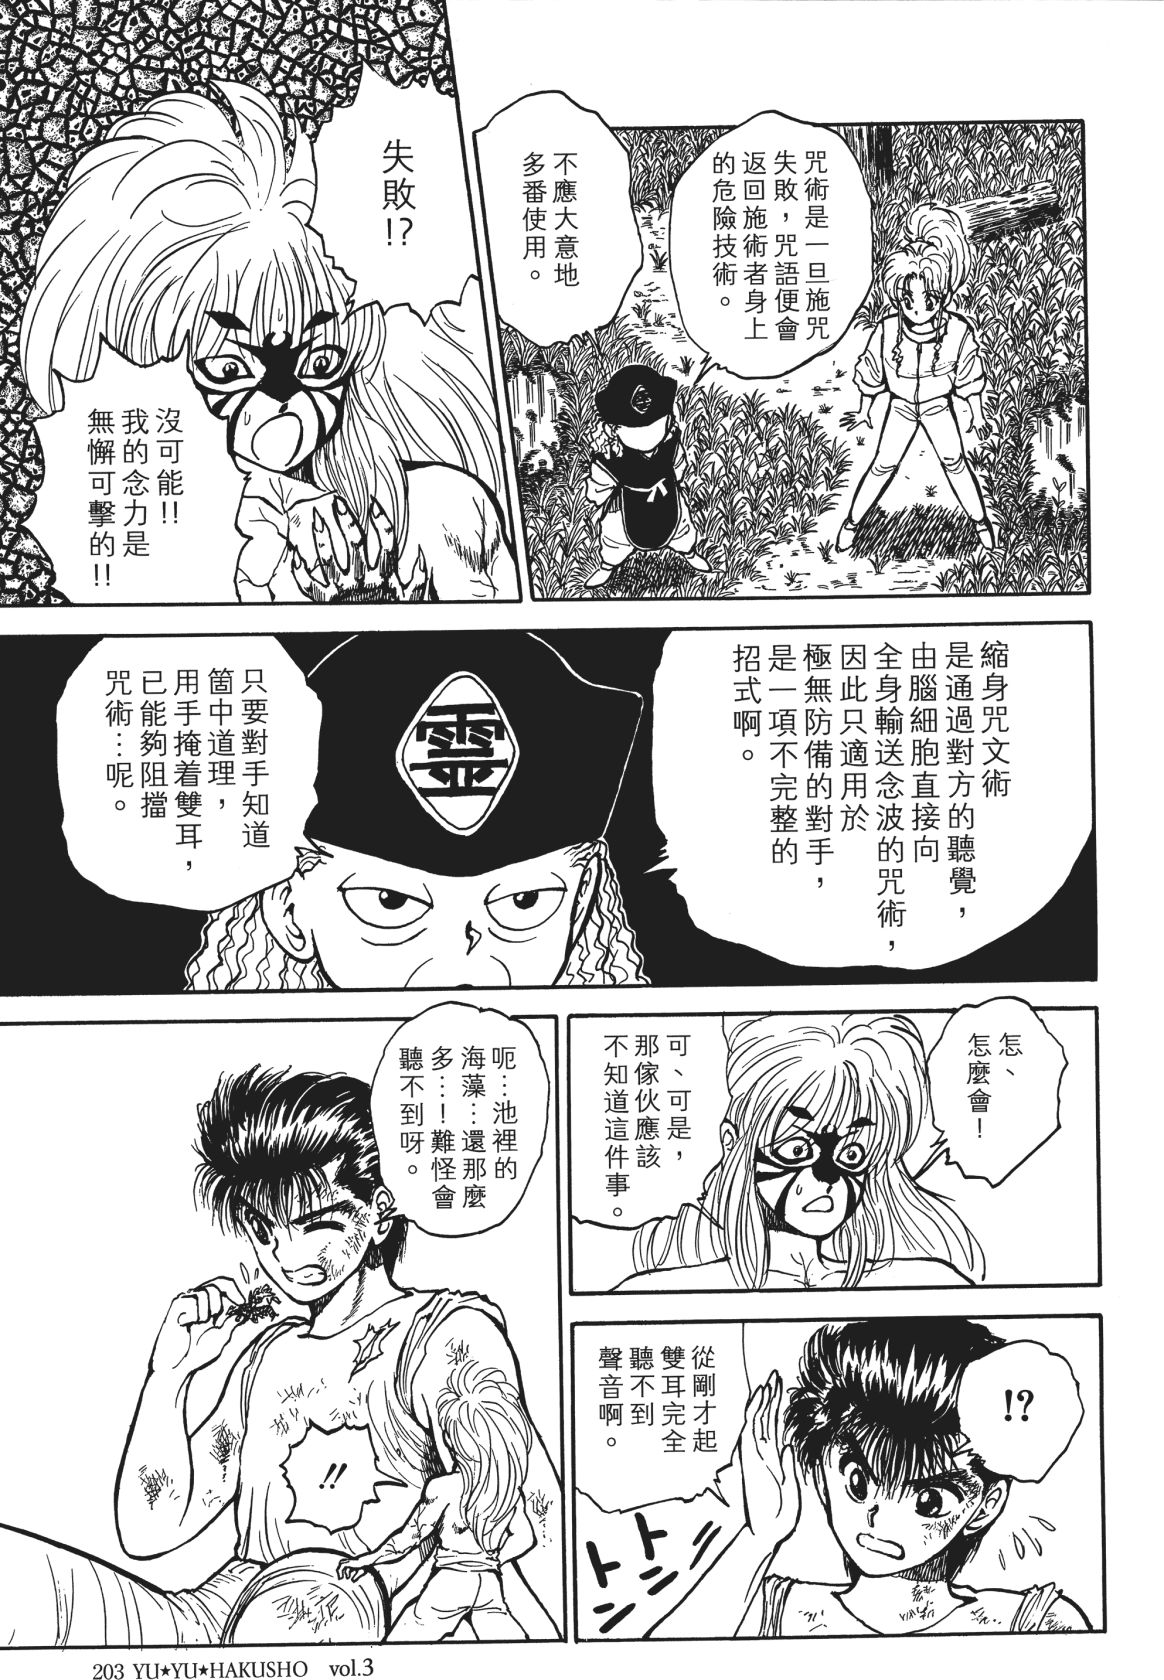 咒術是一旦施咒
失敗，咒語便會
返回施術者身上
的危險技術。
不應大意地
多番使用。
失敗!?
沒可能!!
我的念力是
無懈可擊的!!
縮身咒文術
是通過對方的聽覺，
由腦細胞直接向
全身輸送念波的咒術，
因此只適用於
極無防備的對手，
是一項不完整的
招式啊。
靈
只要對手知道
箇中道理，
用手掩着雙耳，
已能夠阻擋
咒術…呢。
怎、
怎麼會！
可、可是，
那傢伙應該
不知道這件事。
!?
從剛才起
雙耳完全
聽不到
聲音啊。
トントン
呃…池裡的
海藻…還那麼
多…！難怪會
聽不到呀。
!!
203 YU★YU★HAKUSHO vol.3